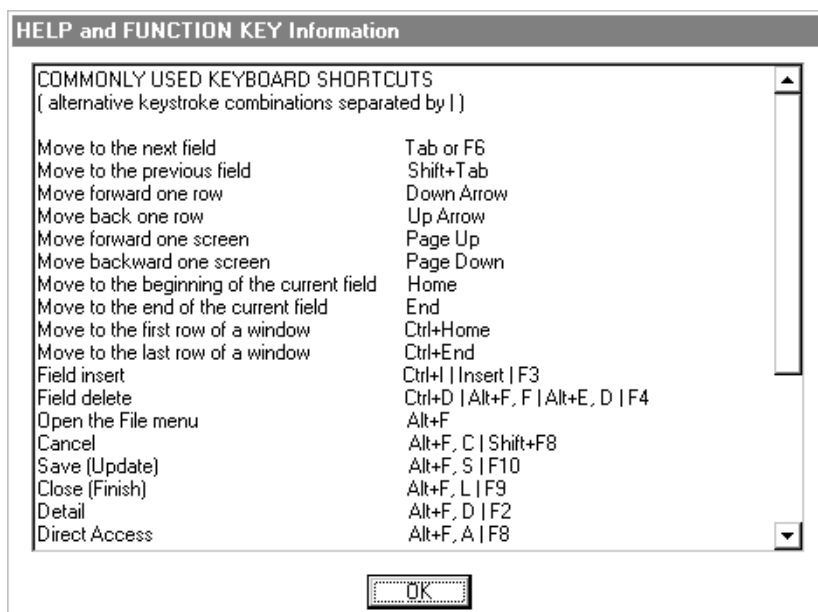 HELP and FUNCTION KEY Information
COMMONLY USED KEYBOARD SHORTCUTS
( alternative keystroke combinations separated by | )
Move to the next field Tab or F6
Move to the previous field Shift+Tab
Move forward one row Down Arrow
Move back one row Up Arrow
Move forward one screen Page Up
Move backward one screen Page Down
Move to the beginning of the current field Home
Move to the end of the current field End
Move to the first row of a window Ctrl+Home
Move to the last row of a window Ctrl+End
Field insert Ctrl+I | Insert | F3
Field delete Ctrl+D | Alt+F, F | Alt+E, D | F4
Open the File menu Alt+F
Cancel Alt+F, C | Shift+F8
Save (Update) Alt+F, S | F10
Close (Finish) Alt+F, L | F9
Detail Alt+F, D | F2
Direct Access Alt+F, A | F8
OK